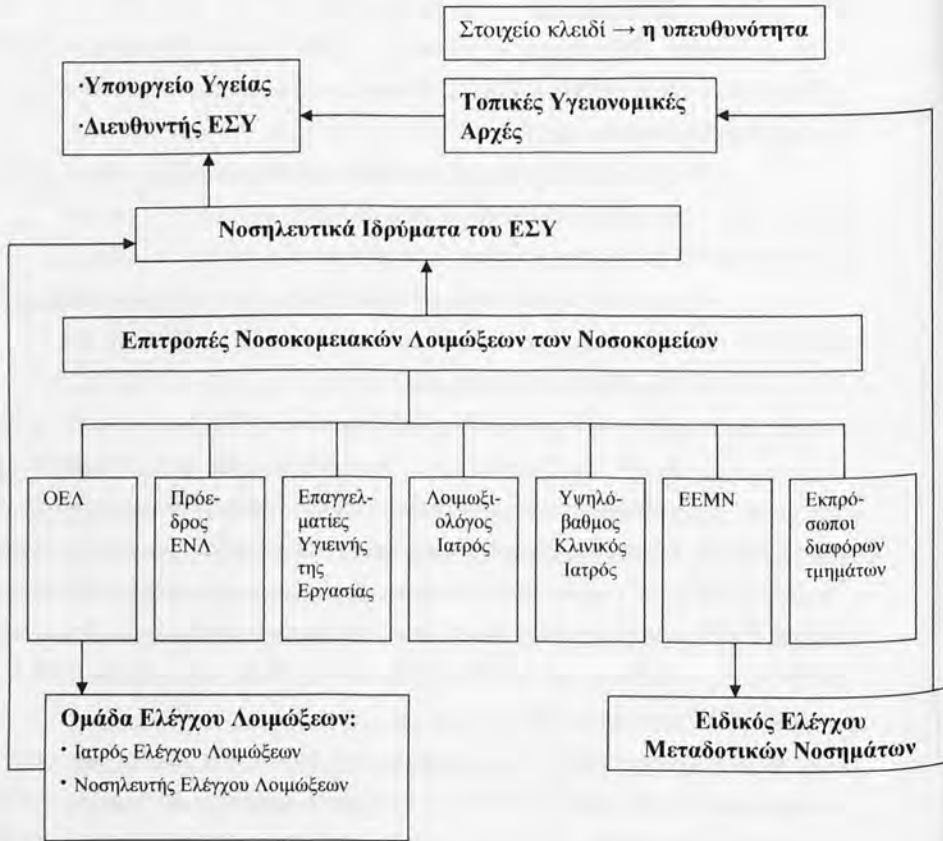 Στοιχείο κλειδί → η υπευθυνότητα
·Υπουργείο Υγείας
·Διευθυντής ΕΣΥ
Τοπικές Υγειονομικές
Αρχές
Νοσηλευτικά Ιδρύματα του ΕΣΥ
Επιτροπές Νοσοκομειακών Λοιμώξεων των Νοσοκομείων
ΟΕΛ
Πρόε-
δρος
ΕΝΛ
Επαγγελ-
ματίες
Υγιεινής
της
Εργασίας
Λοιμωξι-
ολόγος
Ιατρός
Υψηλό-
βαθμος
Κλινικός
Ιατρός
ΕΕΜΝ
Εκπρό-
σωποι
διαφόρων
τμημάτων
Ομάδα Ελέγχου Λοιμώξεων:
• Ιατρός Ελέγχου Λοιμώξεων
• Νοσηλευτής Ελέγχου Λοιμώξεων
Ειδικός Ελέγχου
Μεταδοτικών Νοσημάτων